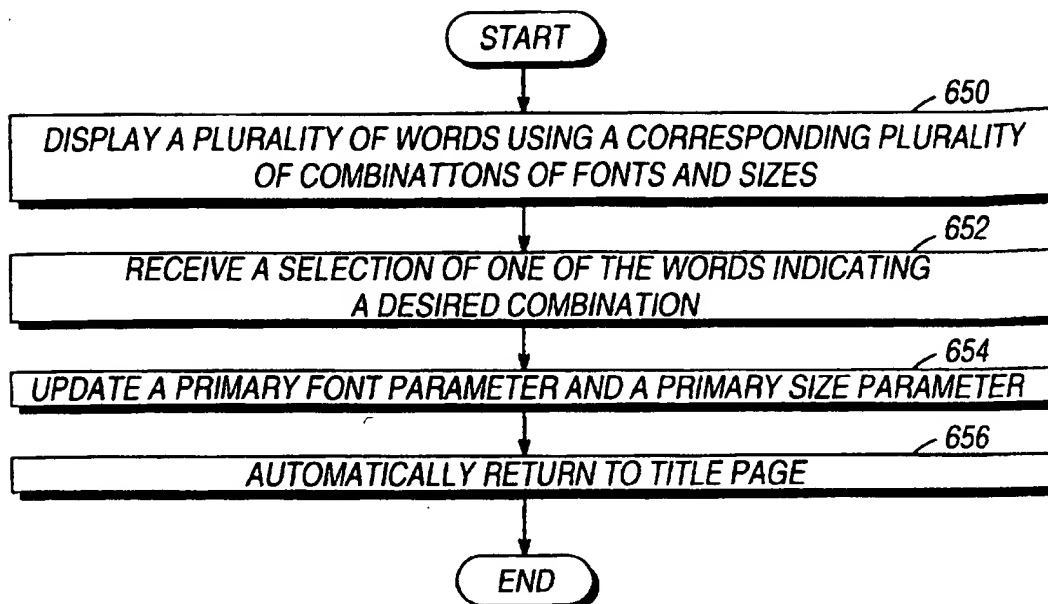 START
650
DISPLAY A PLURALITY OF WORDS USING A CORRESPONDING PLURALITY
OF COMBINATTONS OF FONTS AND SIZES
652
RECEIVE A SELECTION OF ONE OF THE WORDS INDICATING
A DESIRED COMBINATION
654
UPDATE A PRIMARY FONT PARAMETER AND A PRIMARY SIZE PARAMETER
656
AUTOMATICALLY RETURN TO TITLE PAGE
END